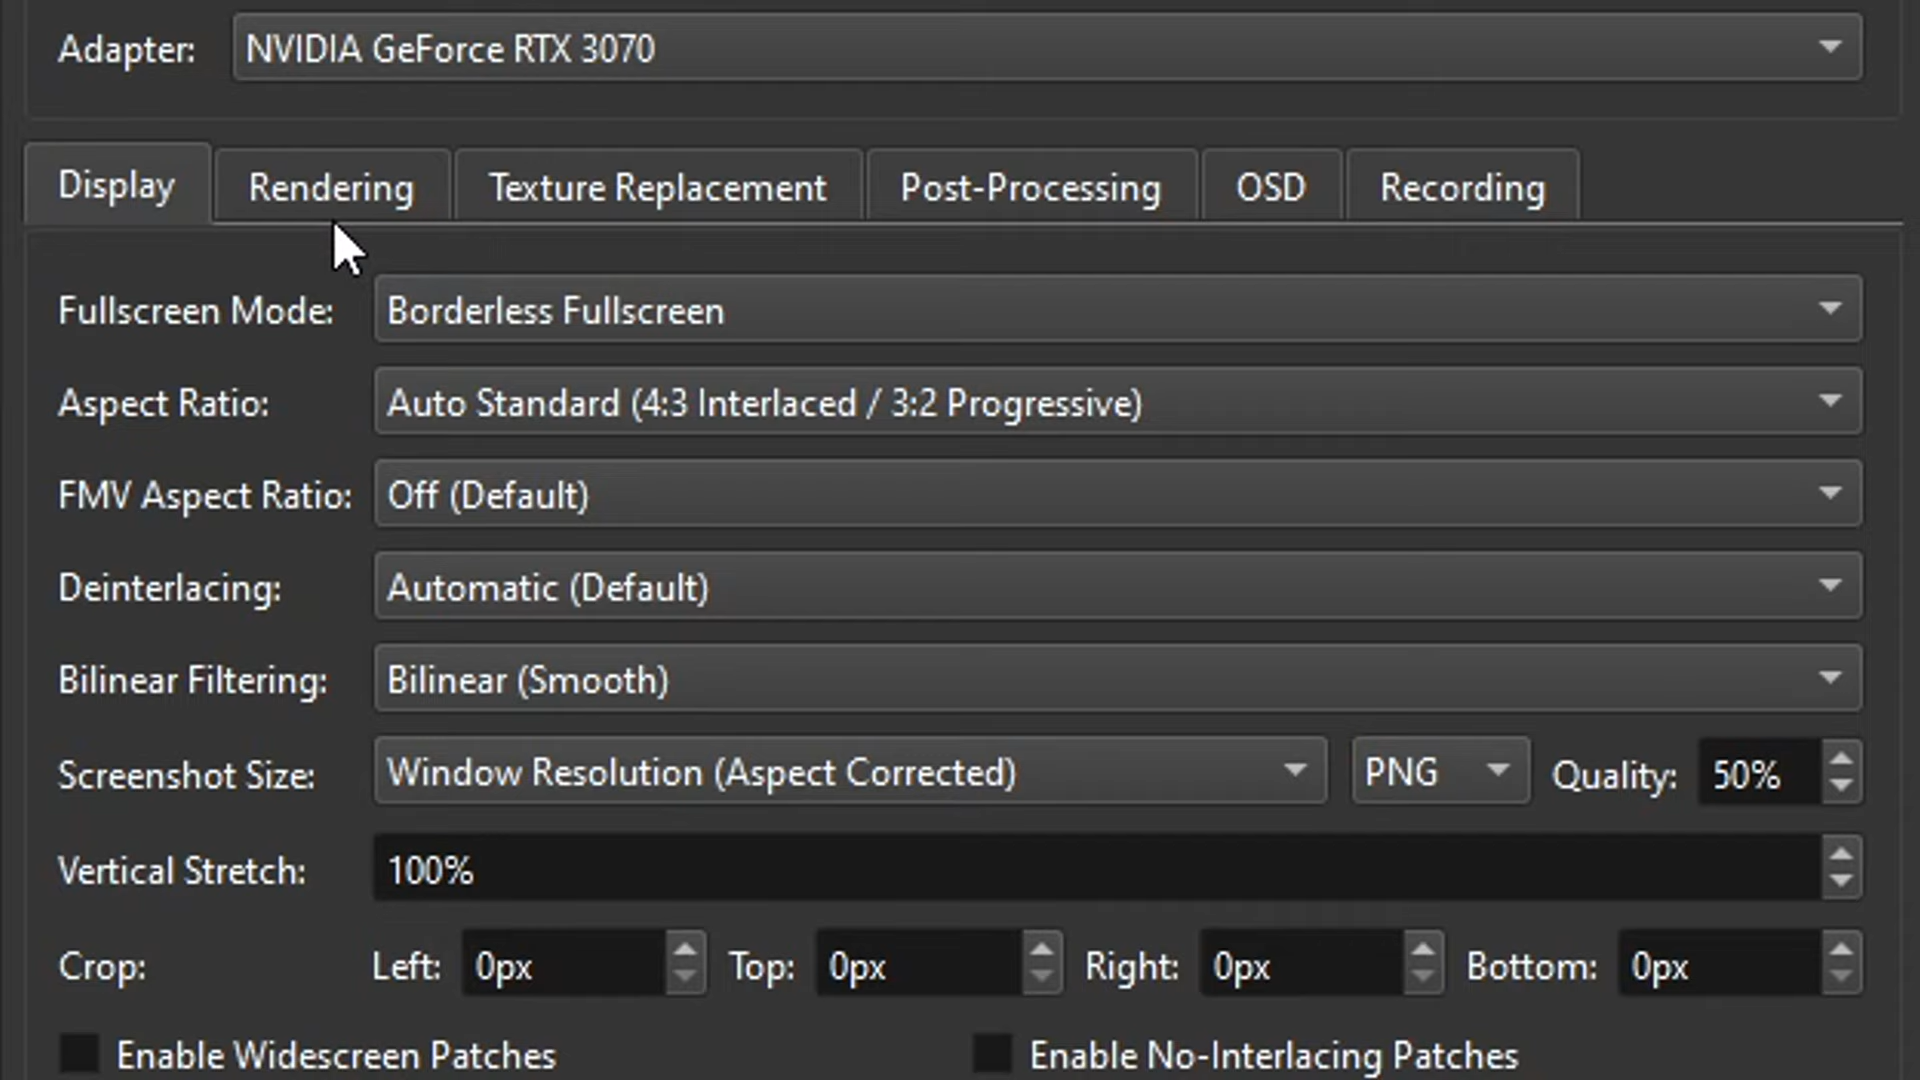 Adapter: NVIDIA GeForce RTX 3070
Display Rendering Texture Replacement Post-Processing OSD Recording
Fullscreen Mode: Borderless Fullscreen
Aspect Ratio: Auto Standard (4:3 Interlaced / 3:2 Progressive)
FMV Aspect Ratio: Off (Default)
Deinterlacing: Automatic (Default)
Bilinear Filtering: Bilinear (Smooth)
Screenshot Size: Window Resolution (Aspect Corrected) PNG Quality: 50%
Vertical Stretch: 100%
Crop: Left: 0px Top: 0px Right: 0px Bottom: 0px
Enable Widescreen Patches Enable No-Interlacing Patches